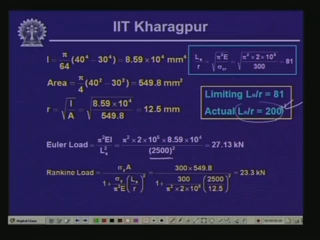 IIT Kharagpur
I = π/64 (40⁴ - 30⁴) = 8.59 × 10⁴ mm⁴
Lₑ/r = √(π²E/σ) = √(π² × 2 × 10⁵/300) = 81
Area = π/4 (40² - 30²) = 549.8 mm²
Limiting Lₑ/r = 81
r = √(I/A) = √(8.59 × 10⁴/549.8) = 12.5 mm
Actual Lₑ/r = 200
Euler Load = π²EI/Lₑ² = π² × 2 × 10⁵ × 8.59 × 10⁴/(2500)² = 27.13 kN
Rankine Load = σᵧA/(1 + σᵧ/π²E (Lₑ/r)²) = 300 × 549.8/(1 + 300/(π² × 2 × 10⁵) (2500/12.5)²) = 23.3 kN